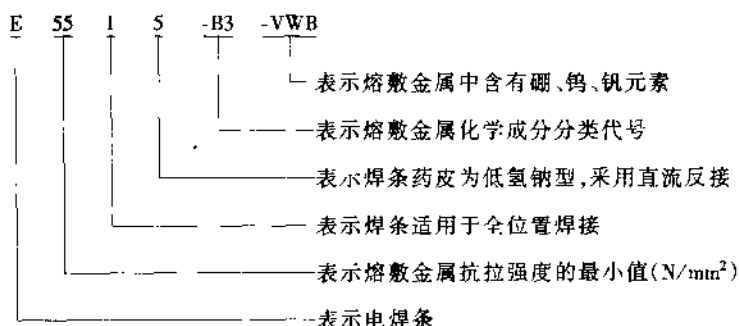 E 55 1 5 -B3 -VWB
表示熔敷金属中含有硼、钨、钒元素
表示熔敷金属化学成分分类代号
表示焊条药皮为低氢钠型,采用直流反接
表示焊条适用于全位置焊接
表示熔敷金属抗拉强度的最小值(N/mm²)
表示电焊条